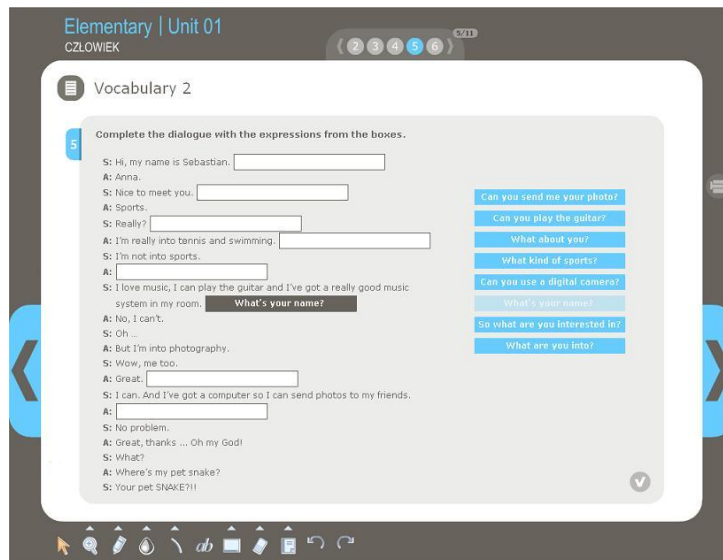 Elementary | Unit 01
CZŁOWIEK
2 3 4 5 6
5/11
Vocabulary 2
5
Complete the dialogue with the expressions from the boxes.
S: Hi, my name is Sebastian.
A: Anna.
S: Nice to meet you.
A: Sports.
S: Really?
A: I'm really into tennis and swimming.
S: I'm not into sports.
A:
S: I love music, I can play the guitar and I've got a really good music
system in my room. What's your name?
A: No, I can't.
S: Oh ...
A: But I'm into photography.
S: Wow, me too.
A: Great.
S: I can. And I've got a computer so I can send photos to my friends.
A:
S: No problem.
A: Great, thanks ... Oh my God!
S: What?
A: Where's my pet snake?
S: Your pet SNAKE?!!
Can you send me your photo?
Can you play the guitar?
What about you?
What kind of sports?
Can you use a digital camera?
What's your name?
So what are you interested in?
What are you into?
ab